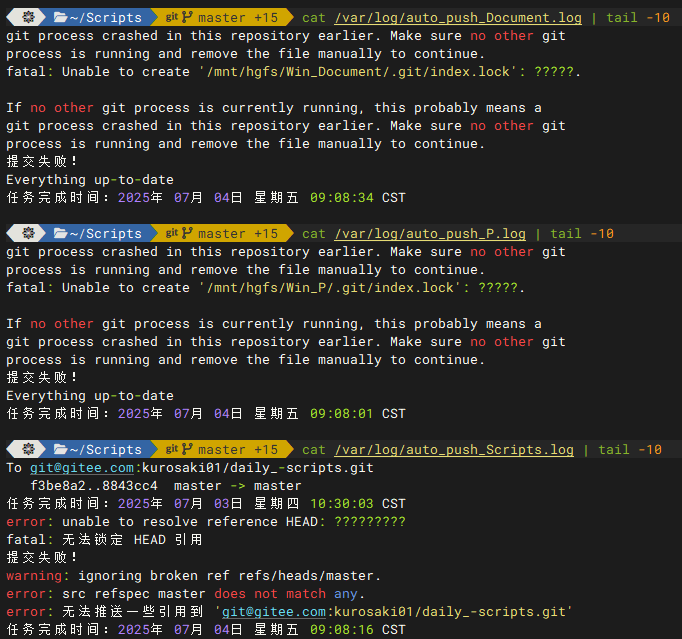 ~/Scripts git master +15 cat /var/log/auto_push_Document.log | tail -10
git process crashed in this repository earlier. Make sure no other git
process is running and remove the file manually to continue.
fatal: Unable to create '/mnt/hgfs/Win_Document/.git/index.lock': ?????.
If no other git process is currently running, this probably means a
git process crashed in this repository earlier. Make sure no other git
process is running and remove the file manually to continue.
提交失败!
Everything up-to-date
任务完成时间: 2025年 07月 04日 星期五 09:08:34 CST
~/Scripts git master +15 cat /var/log/auto_push_P.log | tail -10
git process crashed in this repository earlier. Make sure no other git
process is running and remove the file manually to continue.
fatal: Unable to create '/mnt/hgfs/Win_P/.git/index.lock': ?????.
If no other git process is currently running, this probably means a
git process crashed in this repository earlier. Make sure no other git
process is running and remove the file manually to continue.
提交失败!
Everything up-to-date
任务完成时间: 2025年 07月 04日 星期五 09:08:01 CST
~/Scripts git master +15 cat /var/log/auto_push_Scripts.log | tail -10
To git@gitee.com:kurosaki01/daily_-scripts.git
f3be8a2..8843cc4  master -> master
任务完成时间: 2025年 07月 03日 星期四 10:30:03 CST
error: unable to resolve reference HEAD: ?????????
fatal: 无法锁定 HEAD 引用
提交失败!
warning: ignoring broken ref refs/heads/master.
error: src refspec master does not match any.
error: 无法推送一些引用到 'git@gitee.com:kurosaki01/daily_-scripts.git'
任务完成时间: 2025年 07月 04日 星期五 09:08:16 CST